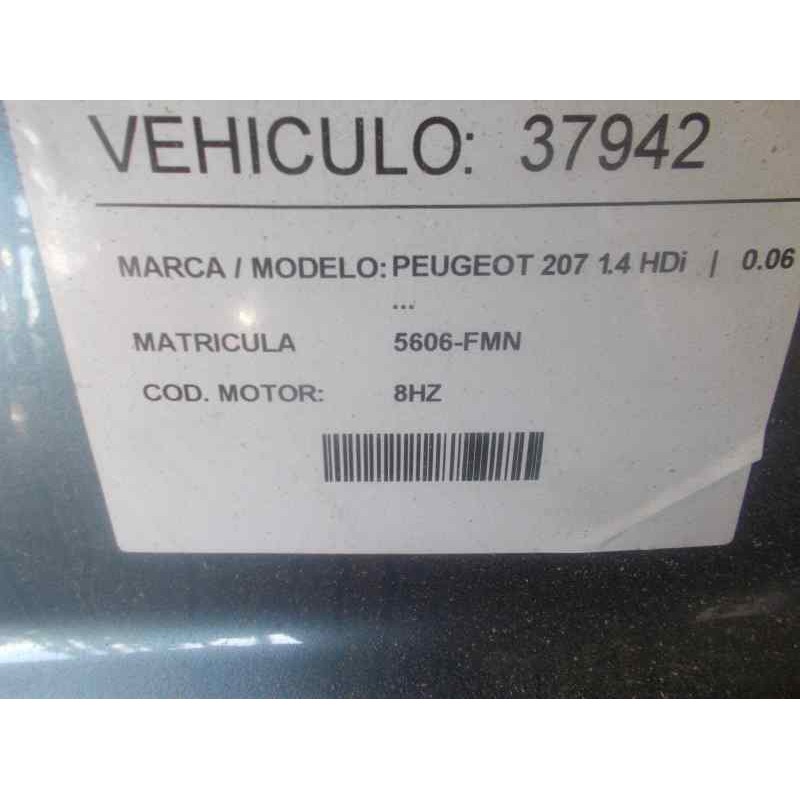 VEHICULO: 37942
MARCA / MODELO: PEUGEOT 207 1.4 HDi | 0.06
...
MATRICULA 5606-FMN
COD. MOTOR: 8HZ